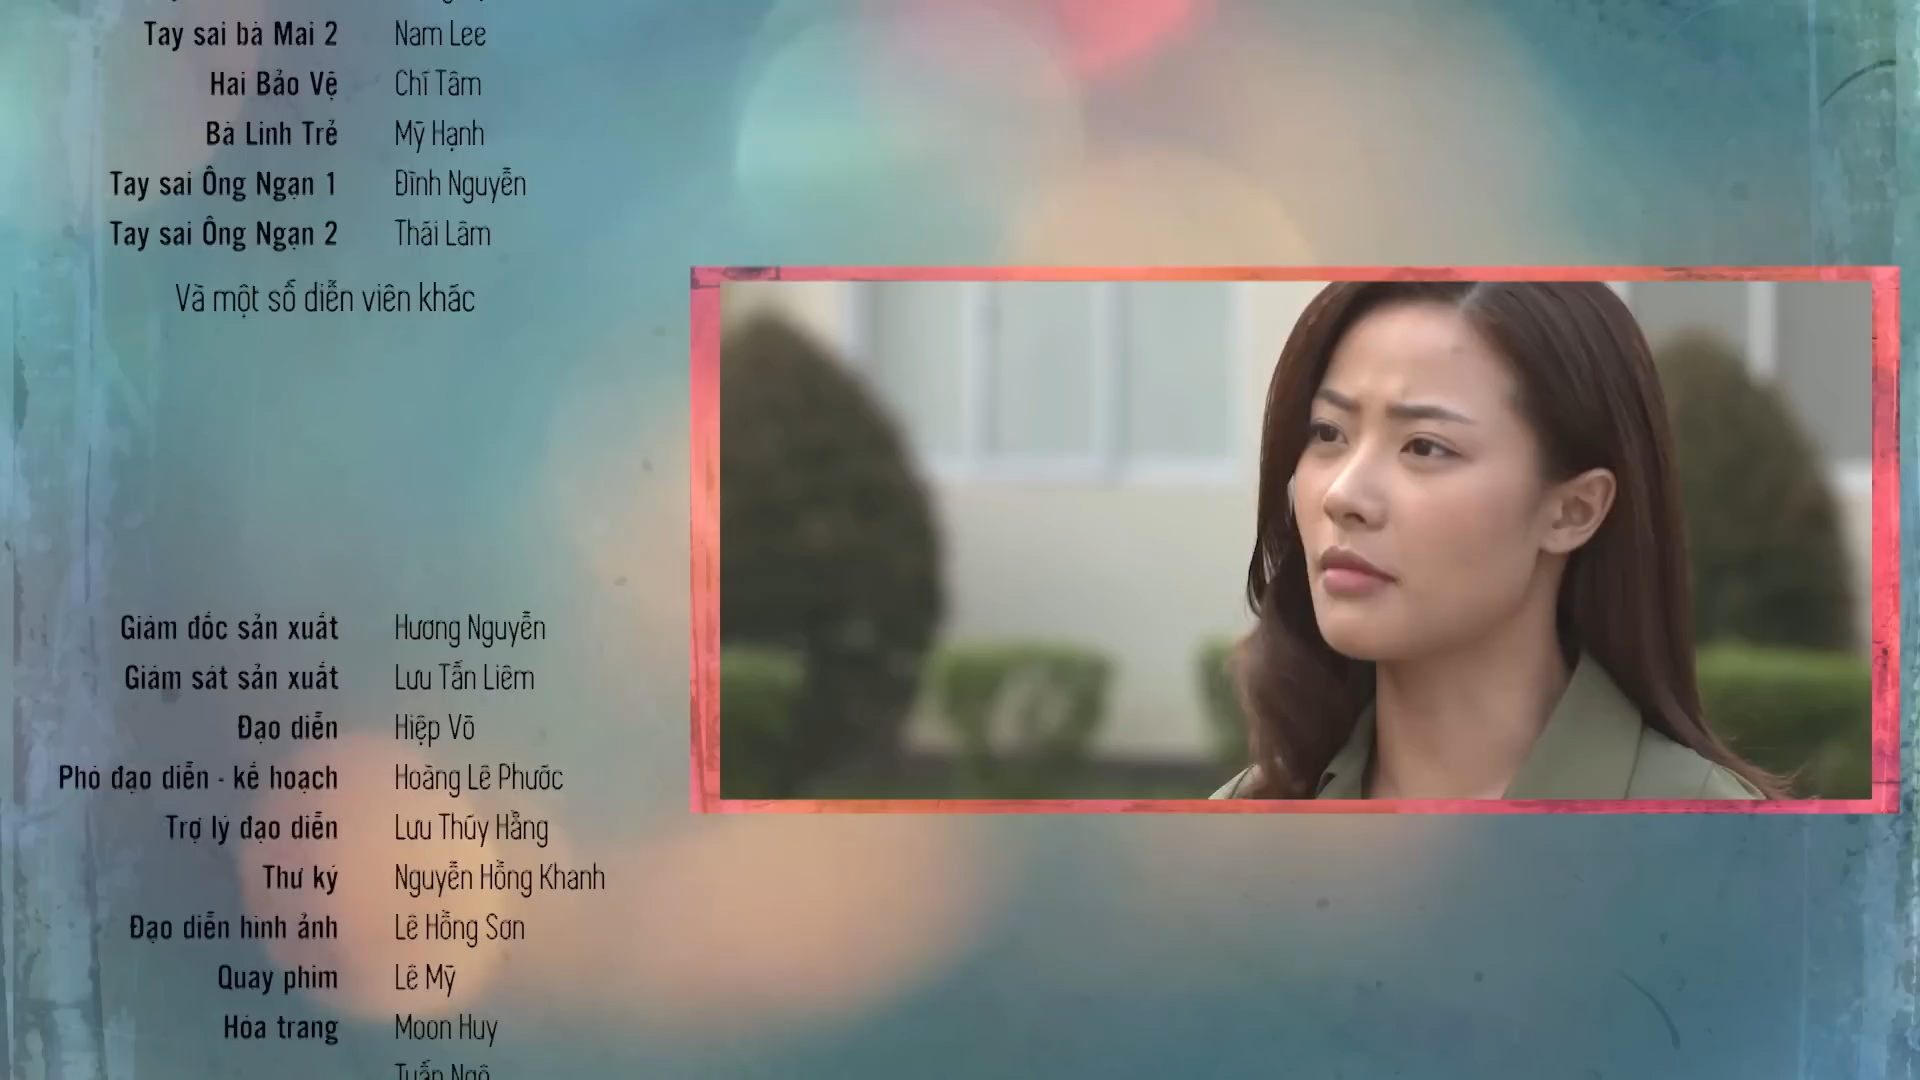 Tay sai bà Mai 2 Nam Lee
Hai Bảo Vệ Chí Tâm
Bà Linh Trẻ Mỹ Hạnh
Tay sai Ông Ngạn 1 Đình Nguyễn
Tay sai Ông Ngạn 2 Thái Lâm
Và một số diễn viên khác
Giám đốc sản xuất Hương Nguyễn
Giám sát sản xuất Lưu Tấn Liêm
Đạo diễn Hiệp Võ
Phó đạo diễn - kế hoạch Hoàng Lê Phước
Trợ lý đạo diễn Lưu Thúy Hằng
Thư ký Nguyễn Hồng Khanh
Đạo diễn hình ảnh Lê Hồng Sơn
Quay phim Lê Mỹ
Hóa trang Moon Huy
Tuấn Ngô